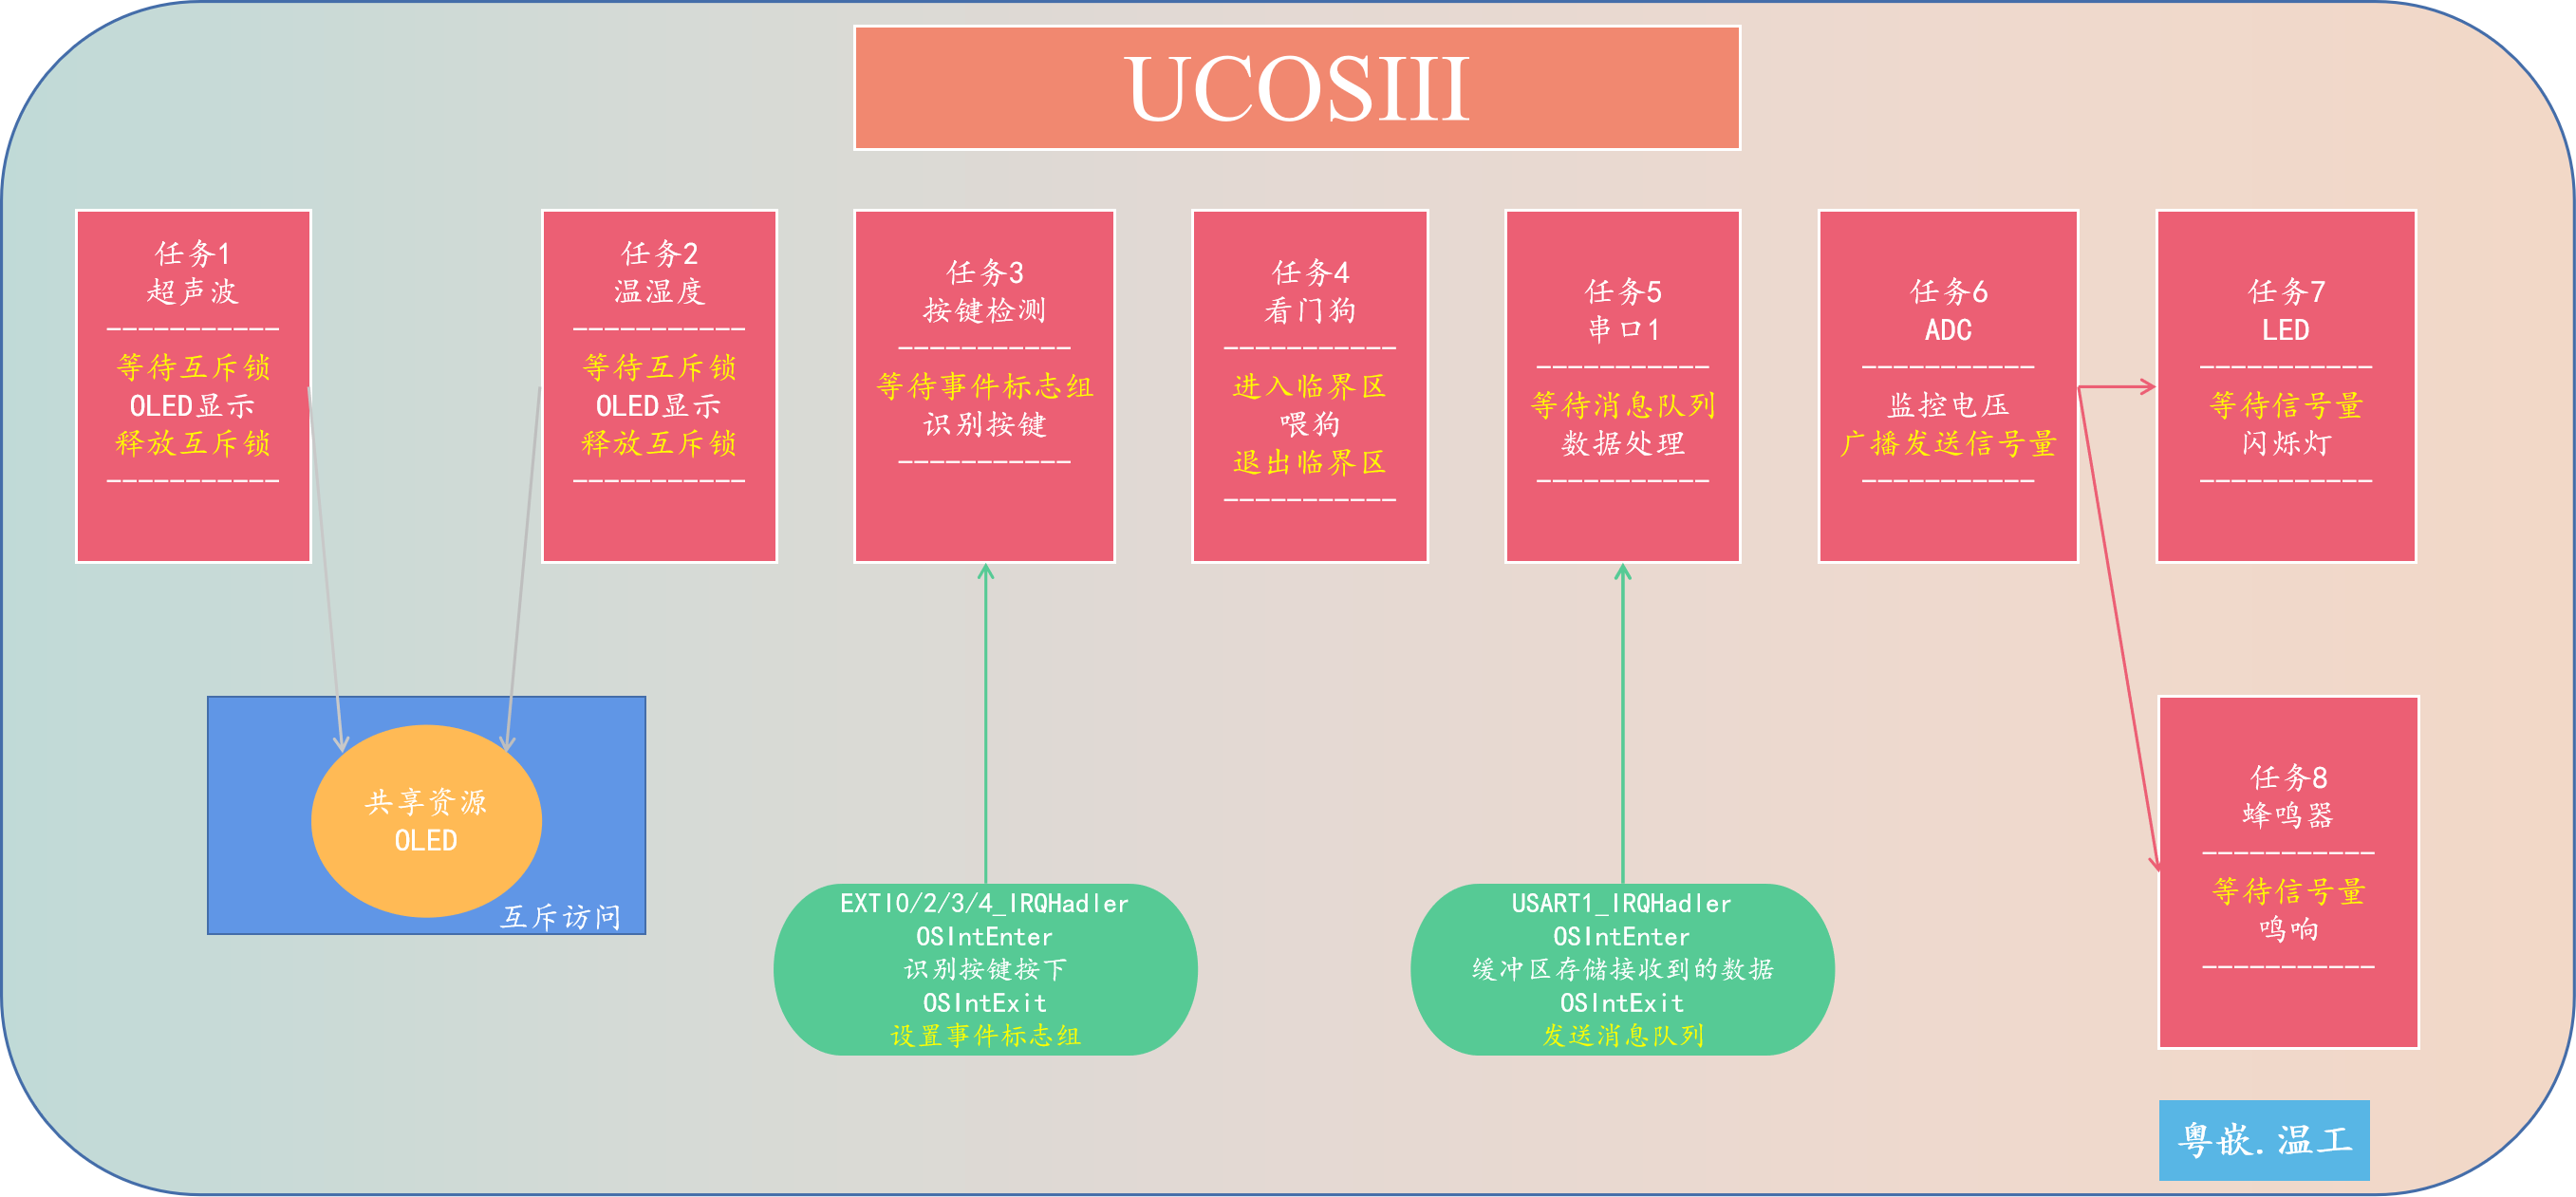 UCOSIII
任务1
超声波
-----------
等待互斥锁
OLED显示
释放互斥锁
-----------
任务2
温湿度
-----------
等待互斥锁
OLED显示
释放互斥锁
-----------
任务3
按键检测
-----------
等待事件标志组
识别按键
-----------
任务4
看门狗
-----------
进入临界区
喂狗
退出临界区
-----------
任务5
串口1
-----------
等待消息队列
数据处理
-----------
任务6
ADC
-----------
监控电压
广播发送信号量
-----------
任务7
LED
-----------
等待信号量
闪烁灯
-----------
共享资源
OLED
互斥访问
EXTI0/2/3/4_IRQHadler
OSIntEnter
识别按键按下
OSIntExit
设置事件标志组
USART1_IRQHadler
OSIntEnter
缓冲区存储接收到的数据
OSIntExit
发送消息队列
任务8
蜂鸣器
-----------
等待信号量
鸣响
-----------
粤嵌.温工